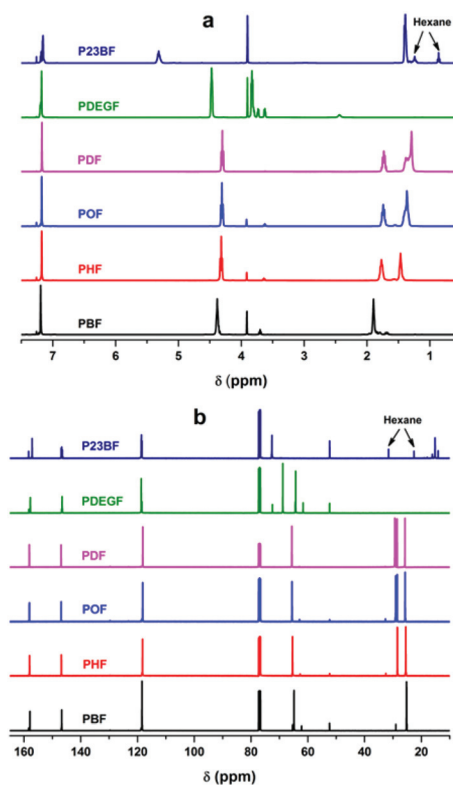 a
Hexane
P23BF
PDEGF
PDF
POF
PHF
PBF
7 6 5 4 3 2 1
δ (ppm)
b
Hexane
P23BF
PDEGF
PDF
POF
PHF
PBF
160 140 120 100 80 60 40 20
δ (ppm)